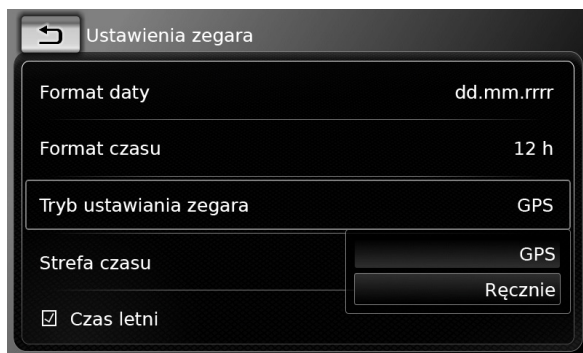 Ustawienia zegara
Format daty dd.mm.rrrr
Format czasu 12 h
Tryb ustawiania zegara GPS
GPS
Strefa czasu
Ręcznie
Czas letni